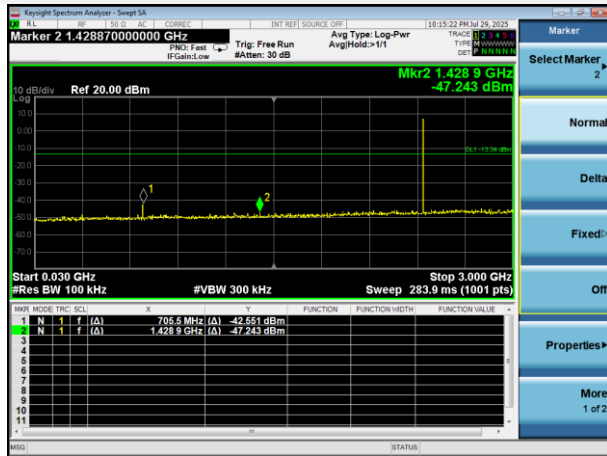 Keysight Spectrum Analyzer - Swept SA
RL RF 50 Ω AC CORREC INT REF SOURCE OFF 10:15:22 PM Jul 29, 2025
Marker 2 1.428870000000 GHz
PNO: Fast
IFGain:Low
Trig: Free Run
#Atten: 30 dB
Avg Type: Log-Pwr
Avg|Hold:>1/1
TRACE 1 2 3 4 5 6
TYPE M WWWWW
DET P NNNNN
Mkr2 1.428 9 GHz
-47.243 dBm
10 dB/div Ref 20.00 dBm
Log
10.0
0.00
-10.0
DL1 -13.34 dBm
-20.0
-30.0
-40.0
-50.0
-60.0
-70.0
1
2
Start 0.030 GHz Stop 3.000 GHz
#Res BW 100 kHz #VBW 300 kHz Sweep 283.9 ms (1001 pts)
MKR MODE TRC SCL X Y FUNCTION FUNCTION WIDTH FUNCTION VALUE
1 N 1 f (Δ) 705.5 MHz (Δ) -42.551 dBm
2 N 1 f (Δ) 1.428 9 GHz (Δ) -47.243 dBm
3
4
5
6
7
8
9
10
11
MSG STATUS
Marker
Select Marker
2
Normal
Delta
Fixed
Off
Properties
More
1 of 2